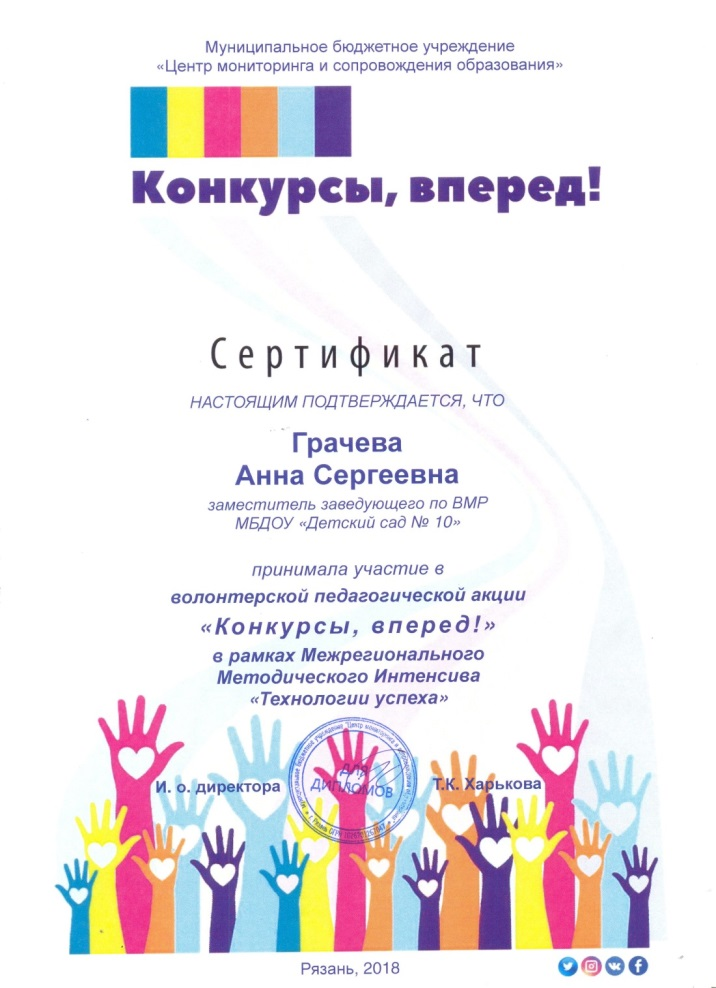 Муниципальное бюджетное учреждение
«Центр мониторинга и сопровождения образования»
Конкурсы, вперед!
Сертификат
НАСТОЯЩИМ ПОДТВЕРЖДАЕТСЯ, ЧТО
Грачева
Анна Сергеевна
заместитель заведующего по ВМР
МБДОУ «Детский сад № 10»
принимала участие в
волонтерской педагогической акции
«Конкурсы, вперед!»
в рамках Межрегионального
Методического Интенсива
«Технологии успеха»
И. о. директора
ДЛЯ
ДИПЛОМОВ
Т.К. Харькова
Рязань, 2018